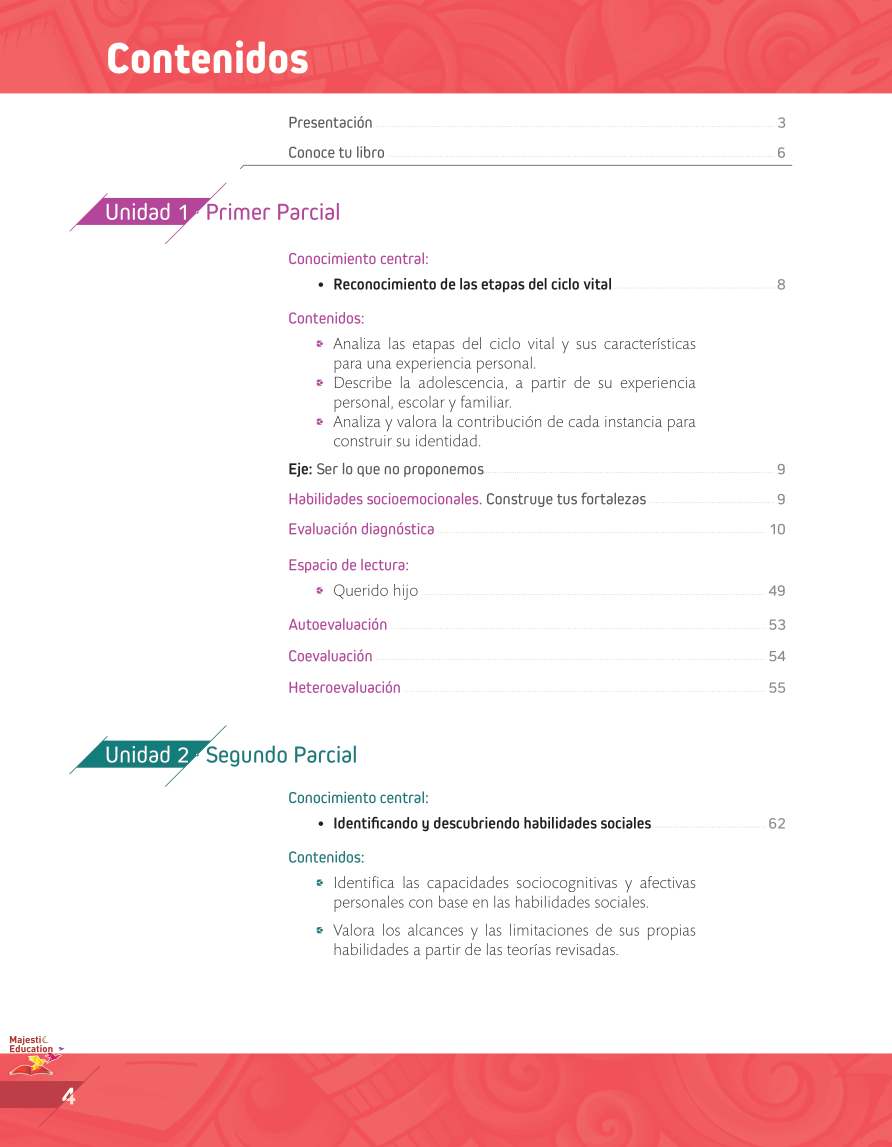 Contenidos
Presentación 3
Conoce tu libro 6
Unidad 1 Primer Parcial
Conocimiento central:
• Reconocimiento de las etapas del ciclo vital 8
Contenidos:
Analiza las etapas del ciclo vital y sus características
para una experiencia personal.
Describe la adolescencia, a partir de su experiencia
personal, escolar y familiar.
Analiza y valora la contribución de cada instancia para
construir su identidad.
Eje: Ser lo que no proponemos 9
Habilidades socioemocionales. Construye tus fortalezas 9
Evaluación diagnóstica 10
Espacio de lectura:
Querido hijo 49
Autoevaluación 53
Coevaluación 54
Heteroevaluación 55
Unidad 2 Segundo Parcial
Conocimiento central:
• Identificando y descubriendo habilidades sociales 62
Contenidos:
Identifica las capacidades sociocognitivas y afectivas
personales con base en las habilidades sociales.
Valora los alcances y las limitaciones de sus propias
habilidades a partir de las teorías revisadas.
Majestic
Education
4